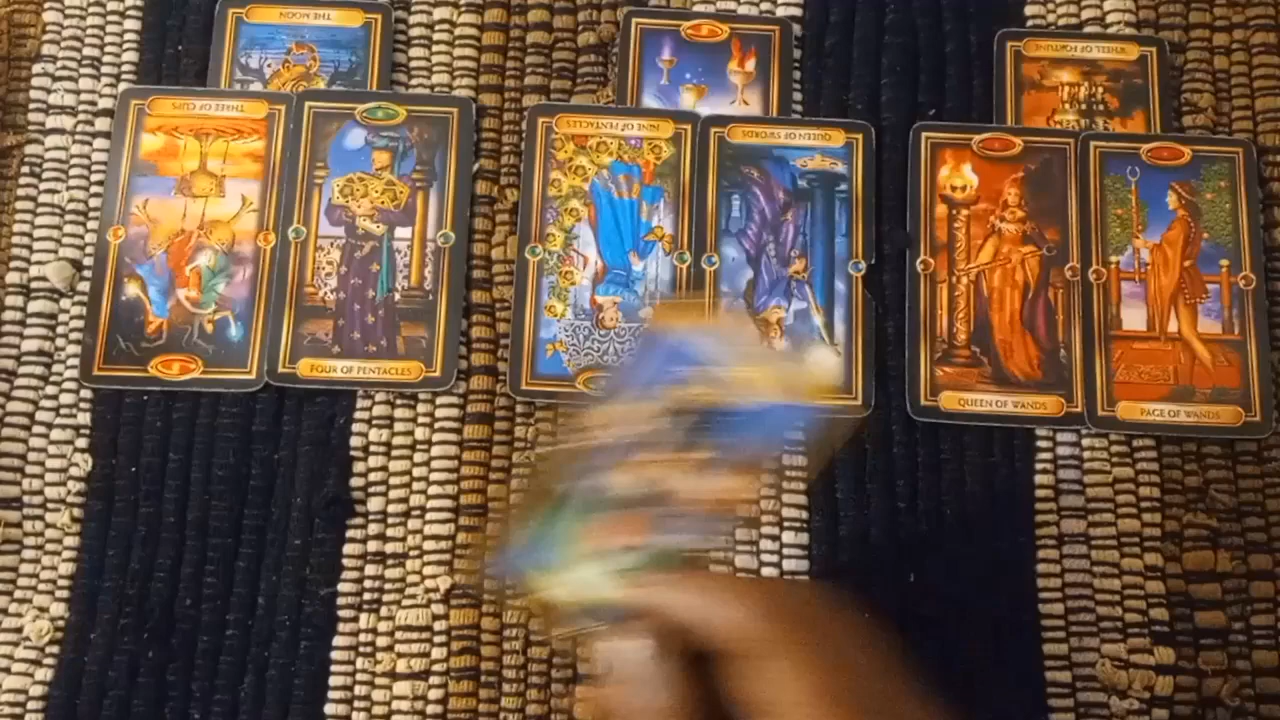 THE MOON
THREE OF CUPS
FOUR OF PENTACLES
NINE OF PENTACLES
QUEEN OF SWORDS
WHEEL OF FORTUNE
QUEEN OF WANDS
PAGE OF WANDS